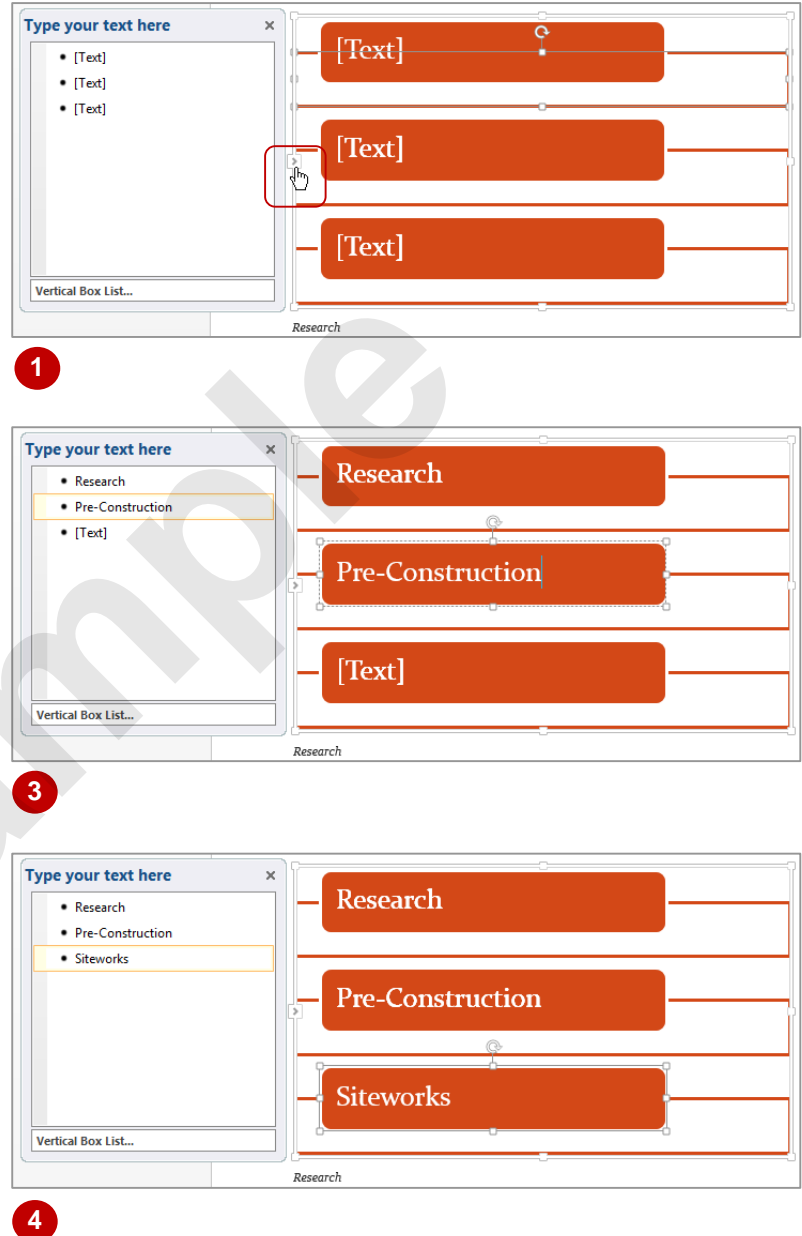 Type your text here
[Text]
[Text]
[Text]
Vertical Box List...
[Text]
[Text]
[Text]
Research
1
Type your text here
Research
Pre-Construction
[Text]
Vertical Box List...
Research
Pre-Construction
[Text]
Research
3
Type your text here
Research
Pre-Construction
Siteworks
Vertical Box List...
Research
Pre-Construction
Siteworks
Research
4
ample